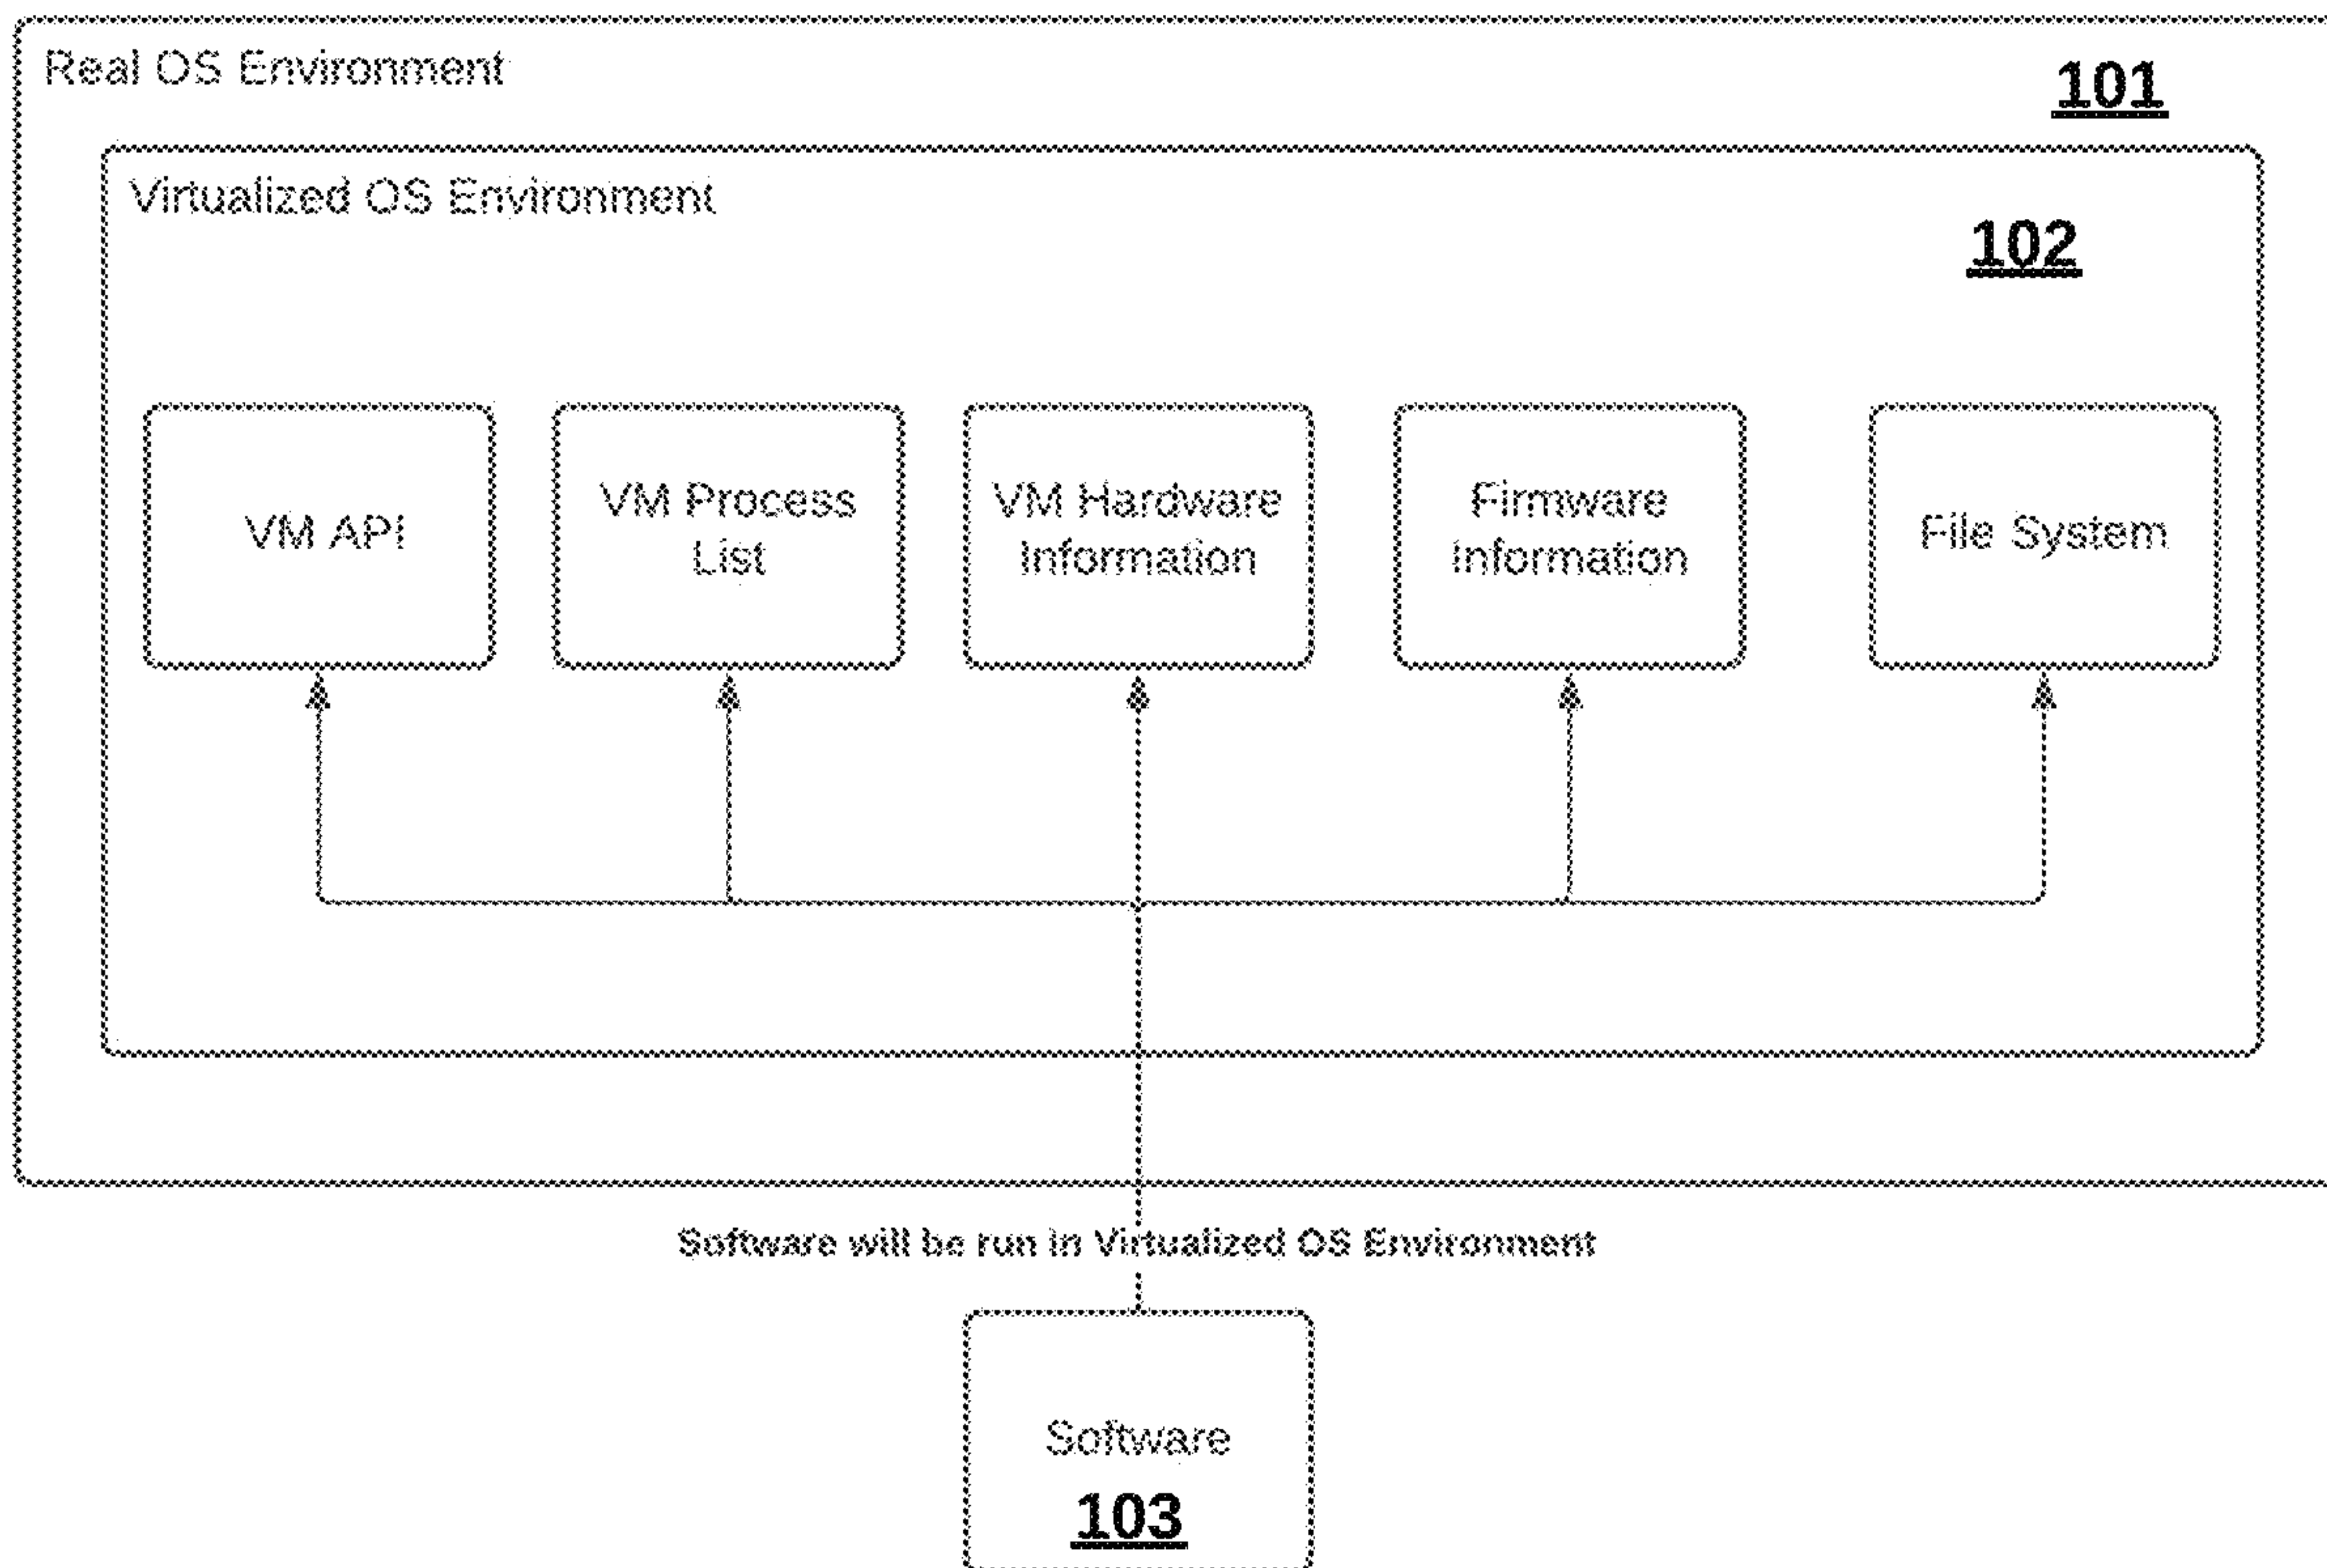 Real OS Environment
101
Virtualized OS Environment
102
VM API
VM Process
List
VM Hardware
Information
Firmware
Information
File System
Software will be run in Virtualized OS Environment
Software
103